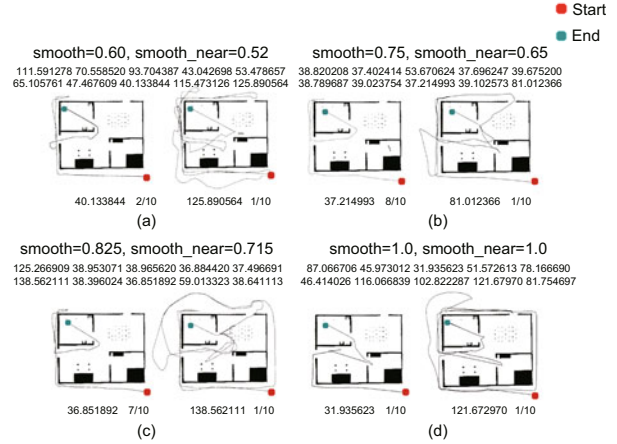 Start
End
smooth=0.60, smooth_near=0.52
111.591278 70.558520 93.704387 43.042698 53.478657
65.105761 47.467609 40.133844 115.473126 125.890564
40.133844 2/10
125.890564 1/10
(a)
smooth=0.75, smooth_near=0.65
38.820208 37.402414 53.670624 37.696247 39.675200
38.789687 39.023754 37.214993 39.102573 81.012366
37.214993 8/10
81.012366 1/10
(b)
smooth=0.825, smooth_near=0.715
125.266909 38.953071 38.965620 36.884420 37.496691
138.562111 38.396024 36.851892 59.013323 38.641113
36.851892 7/10
138.562111 1/10
(c)
smooth=1.0, smooth_near=1.0
87.066706 45.973012 31.935623 51.572613 78.166690
46.414026 116.066839 102.822287 121.67970 81.754697
31.935623 1/10
121.672970 1/10
(d)